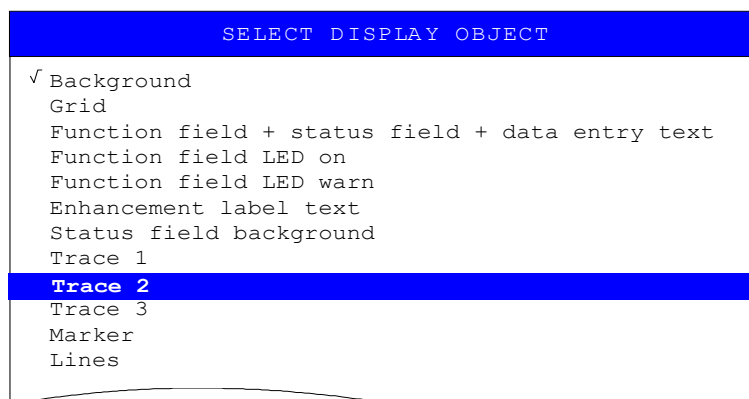 SELECT DISPLAY OBJECT
√ Background
Grid
Function field + status field + data entry text
Function field LED on
Function field LED warn
Enhancement label text
Status field background
Trace 1
Trace 2
Trace 3
Marker
Lines